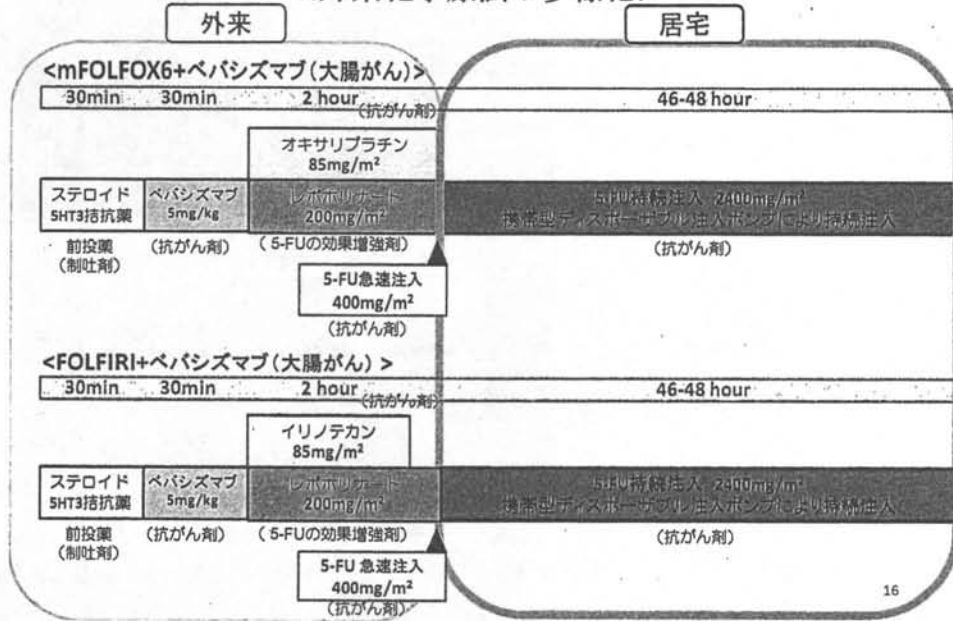 外来
居宅
<mFOLFOX6+ベバシズマブ(大腸がん)>
30min 30min 2 hour 46-48 hour
(抗がん剤)
オキサリプラチン
85mg/m²
ステロイド
5HT3拮抗薬
ベバシズマブ
5mg/kg
レボホリナート
200mg/m²
5-FU持続注入 2400mg/m²
携帯型ディスポーザブル注入ポンプにより持続注入
前投薬
(制吐剤)
(抗がん剤)
(5-FUの効果増強剤)
(抗がん剤)
5-FU急速注入
400mg/m²
(抗がん剤)
<FOLFIRI+ベバシズマブ(大腸がん) >
30min 30min 2 hour 46-48 hour
(抗がん剤)
イリノテカン
85mg/m²
ステロイド
5HT3拮抗薬
ベバシズマブ
5mg/kg
レボホリナート
200mg/m²
5-FU持続注入 2400mg/m²
携帯型ディスポーザブル注入ポンプにより持続注入
前投薬
(制吐剤)
(抗がん剤)
(5-FUの効果増強剤)
(抗がん剤)
5-FU 急速注入
400mg/m²
(抗がん剤)
16